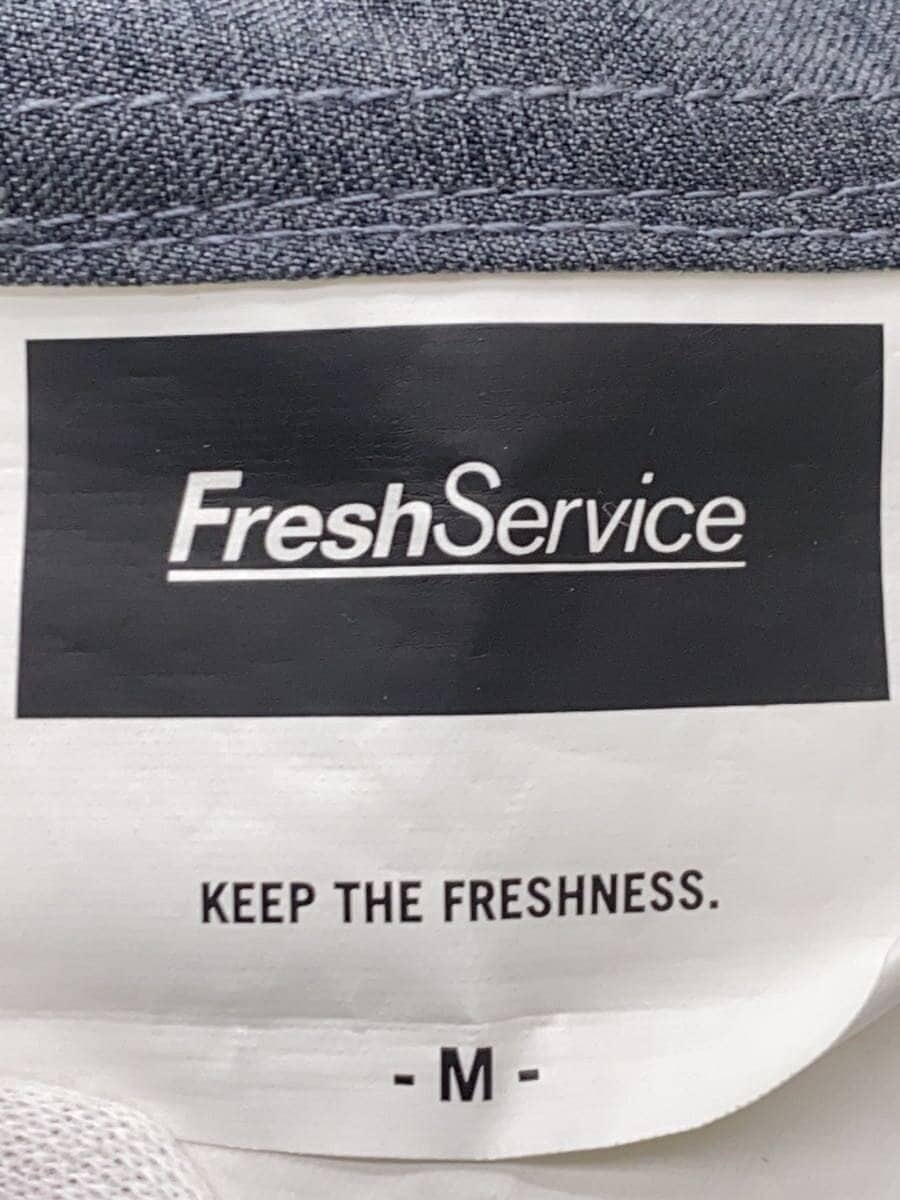 FreshService
KEEP THE FRESHNESS.
- M -